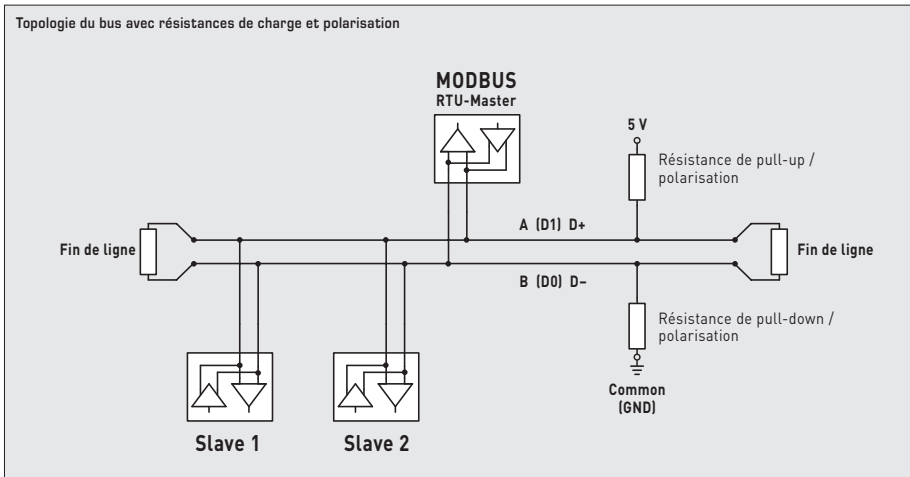 Topologie du bus avec résistances de charge et polarisation
MODBUS
RTU-Master
5 V
Résistance de pull-up /
polarisation
A (D1) D+
Fin de ligne
Fin de ligne
B (D0) D–
Résistance de pull-down /
polarisation
Common
(GND)
Slave 1
Slave 2